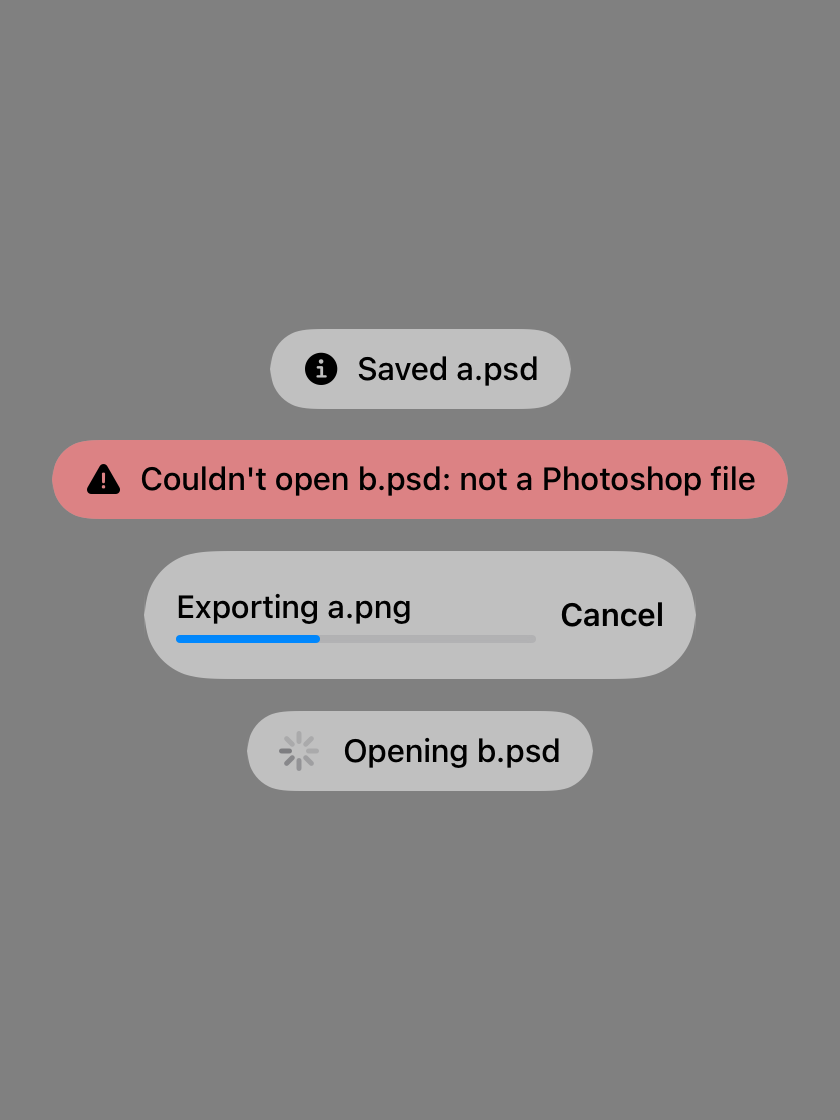 Saved a.psd
Couldn't open b.psd: not a Photoshop file
Exporting a.png
Cancel
Opening b.psd